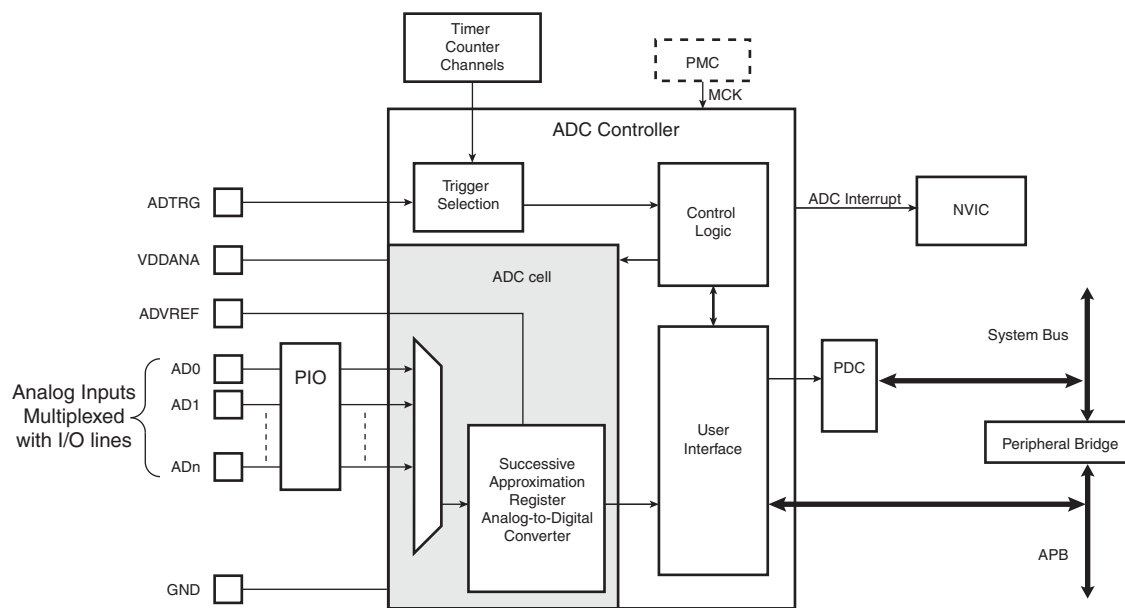 Timer
Counter
Channels
PMC
MCK
ADC Controller
ADTRG
Trigger
Selection
Control
Logic
ADC Interrupt
NVIC
VDDANA
ADC cell
ADVREF
System Bus
Analog Inputs
Multiplexed
with I/O lines
AD0
AD1
ADn
PIO
PDC
User
Interface
Peripheral Bridge
Successive
Approximation
Register
Analog-to-Digital
Converter
APB
GND